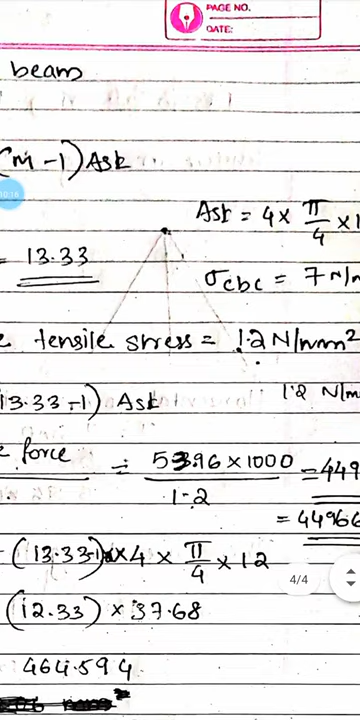 PAGE NO.
DATE:
beam
(m-1) Ast
Ast = 4 × π/4 × 1
= 13.33
σcbc = 7 N/m
tensile stress = 1.2 N/mm²
13.33-1) Ast
1.2 N/m
force ÷ 5396 × 1000 / 1.2 = 449
= 44966
(13.33-1) × 4 × π/4 × 12
4/4
(12.33) × 37.68
464.594